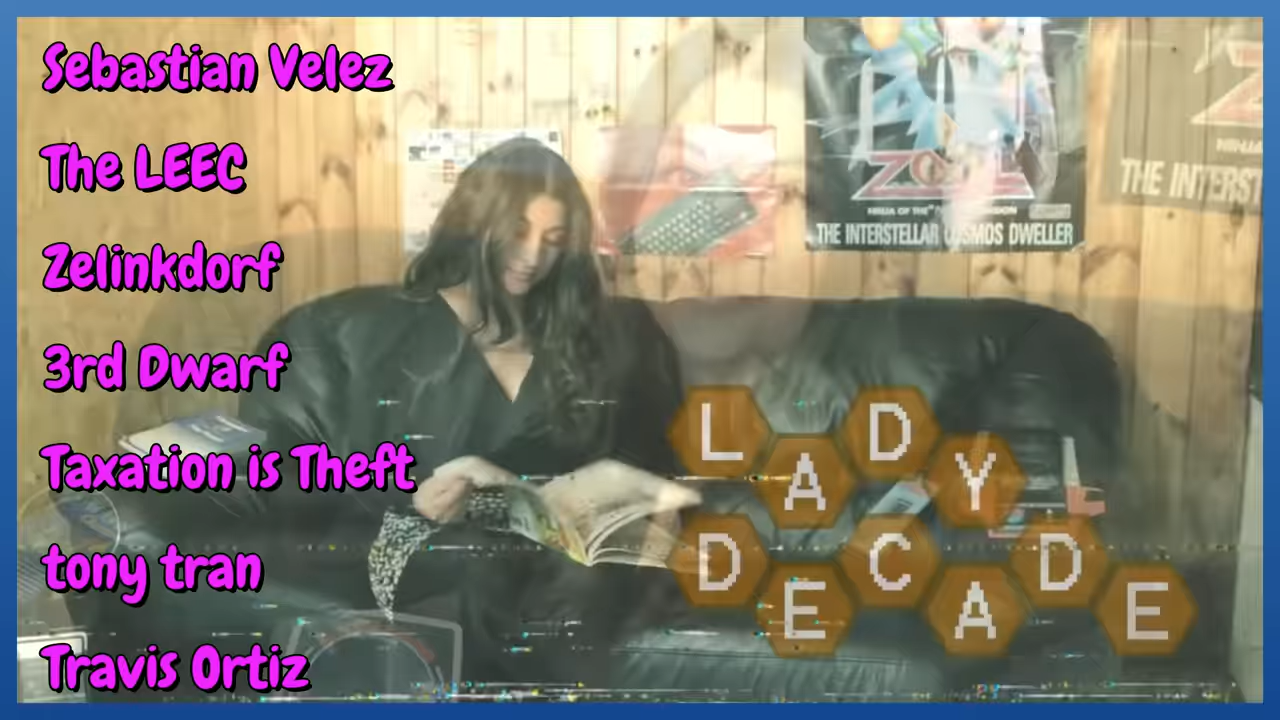 Sebastian Velez
The LEEC
Zelinkdorf
3rd Dwarf
Taxation is Theft
tony tran
Travis Ortiz
ZOOL
THE INTERSTELLAR COSMOS DWELLER
THE INTERST
LADY
DECADE